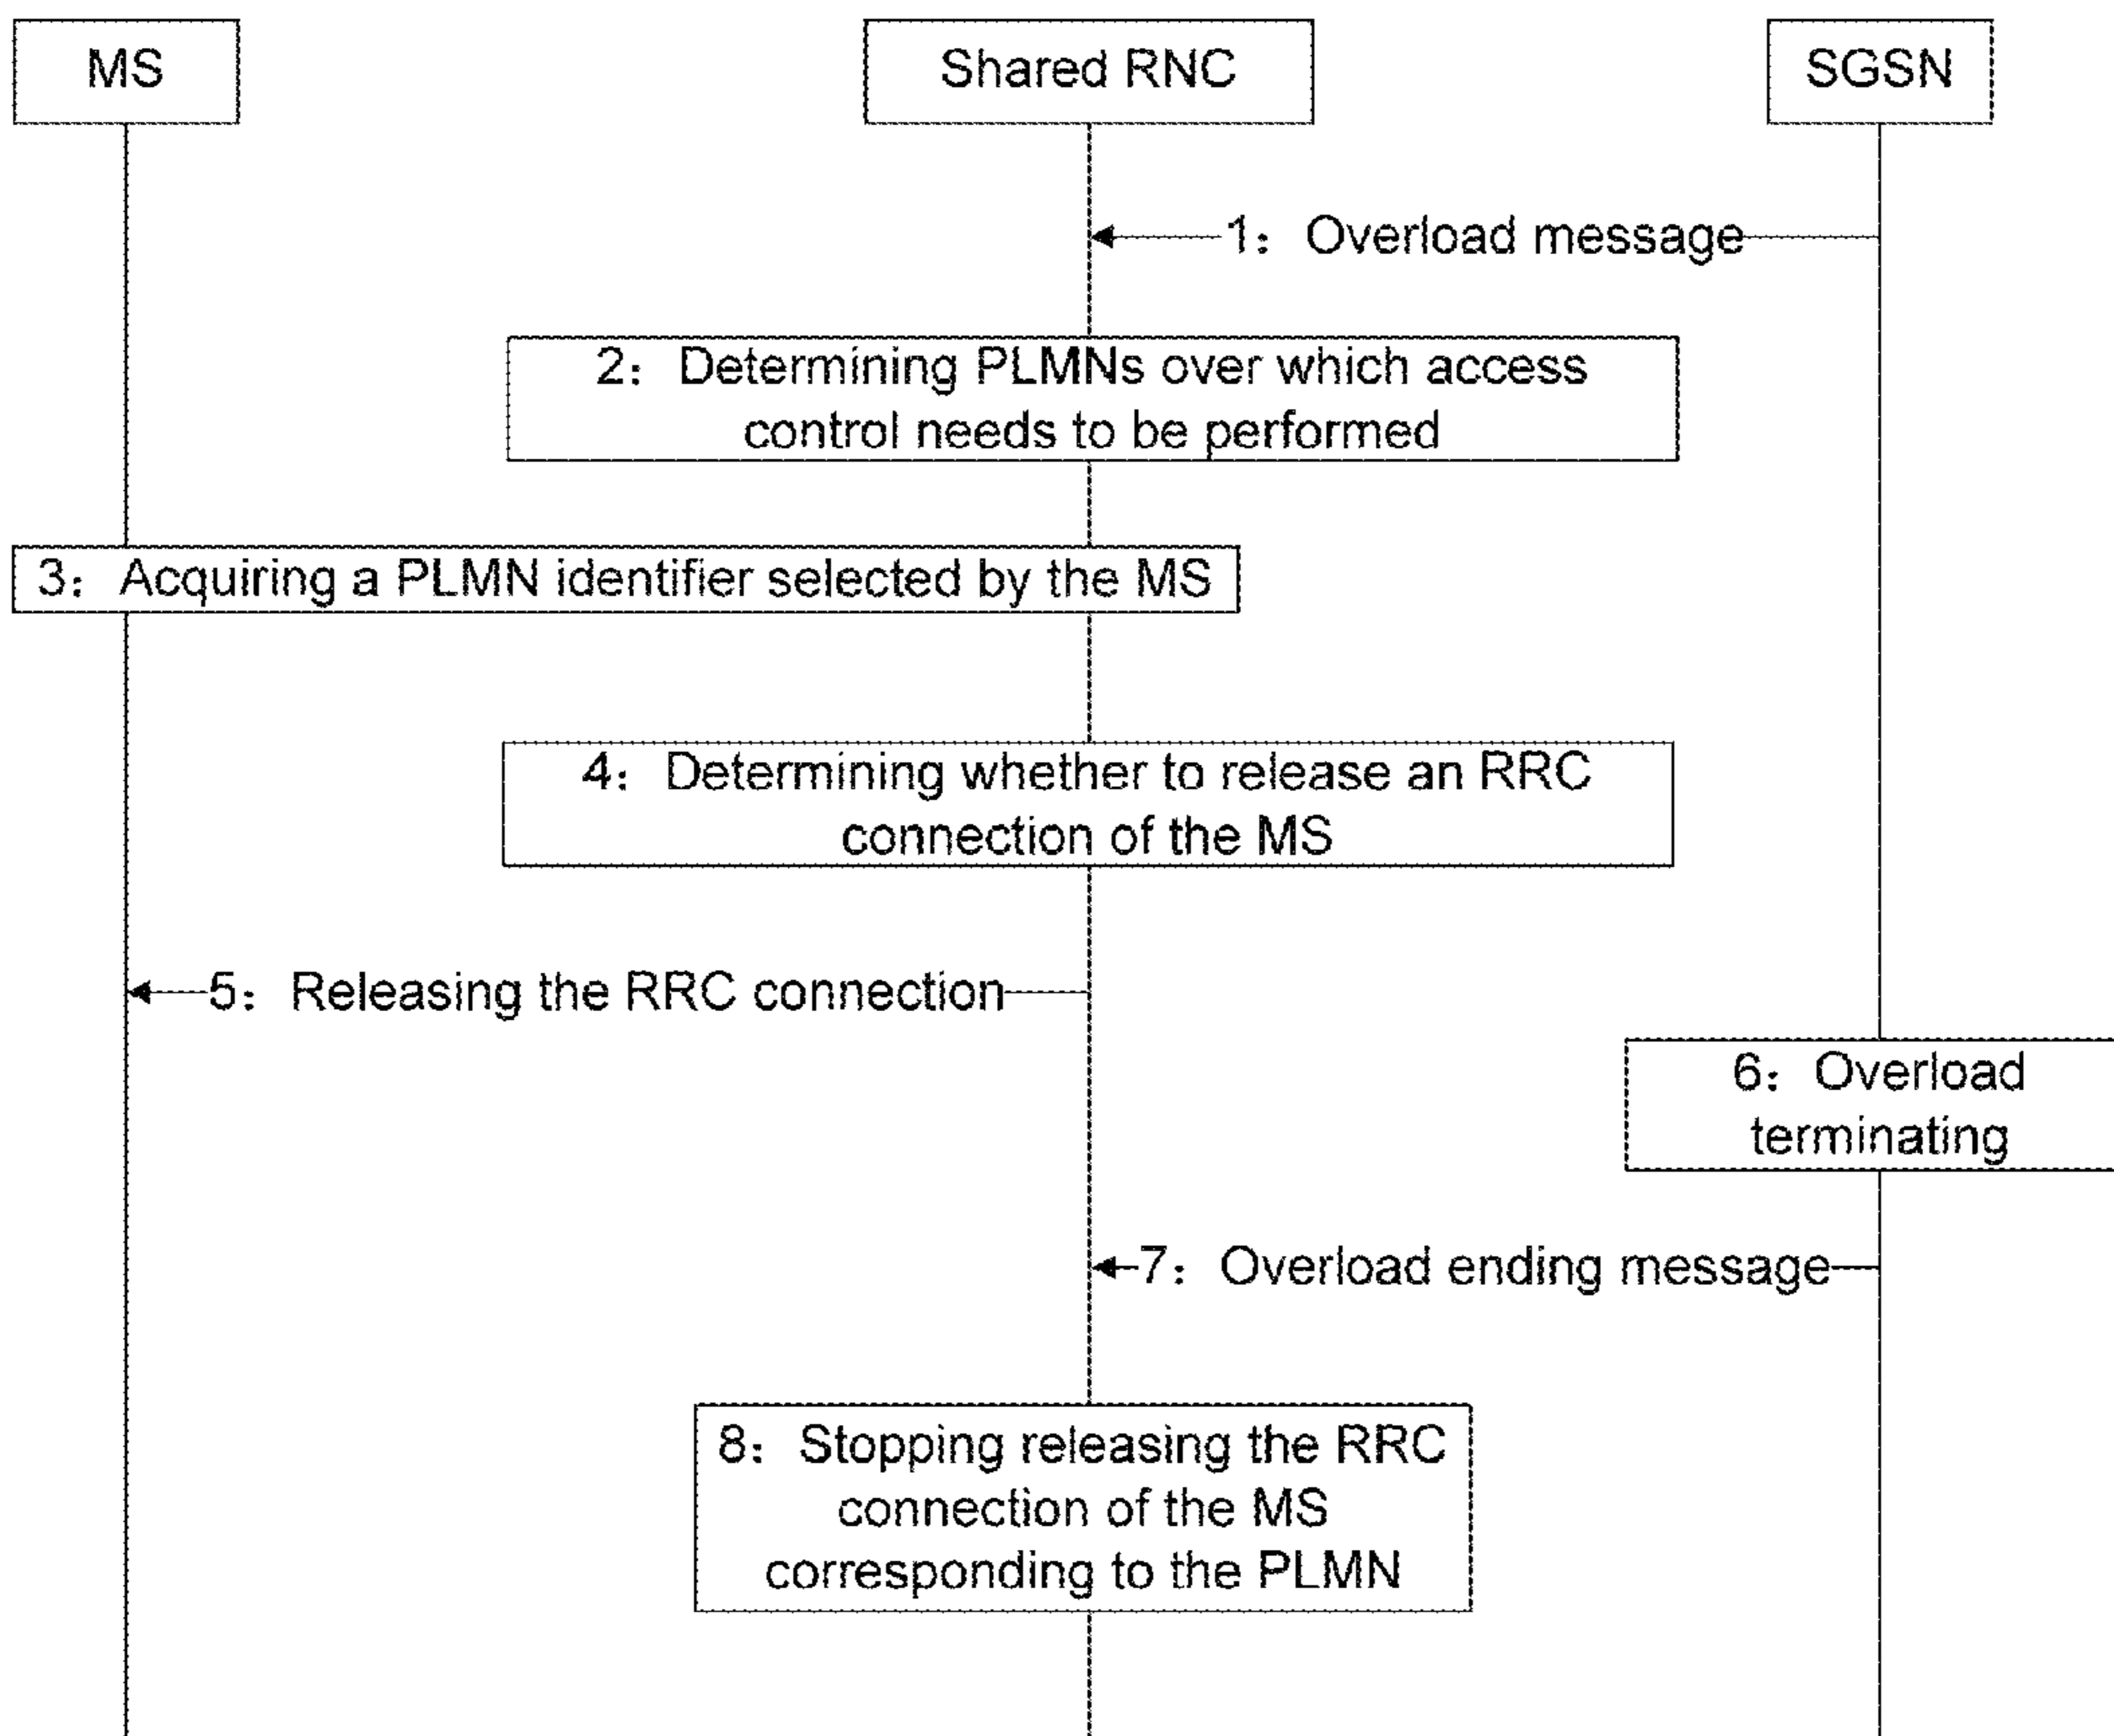 MS
Shared RNC
SGSN
1: Overload message
2: Determining PLMNs over which access
control needs to be performed
3: Acquiring a PLMN identifier selected by the MS
4: Determining whether to release an RRC
connection of the MS
5: Releasing the RRC connection
6: Overload
terminating
7: Overload ending message
8: Stopping releasing the RRC
connection of the MS
corresponding to the PLMN